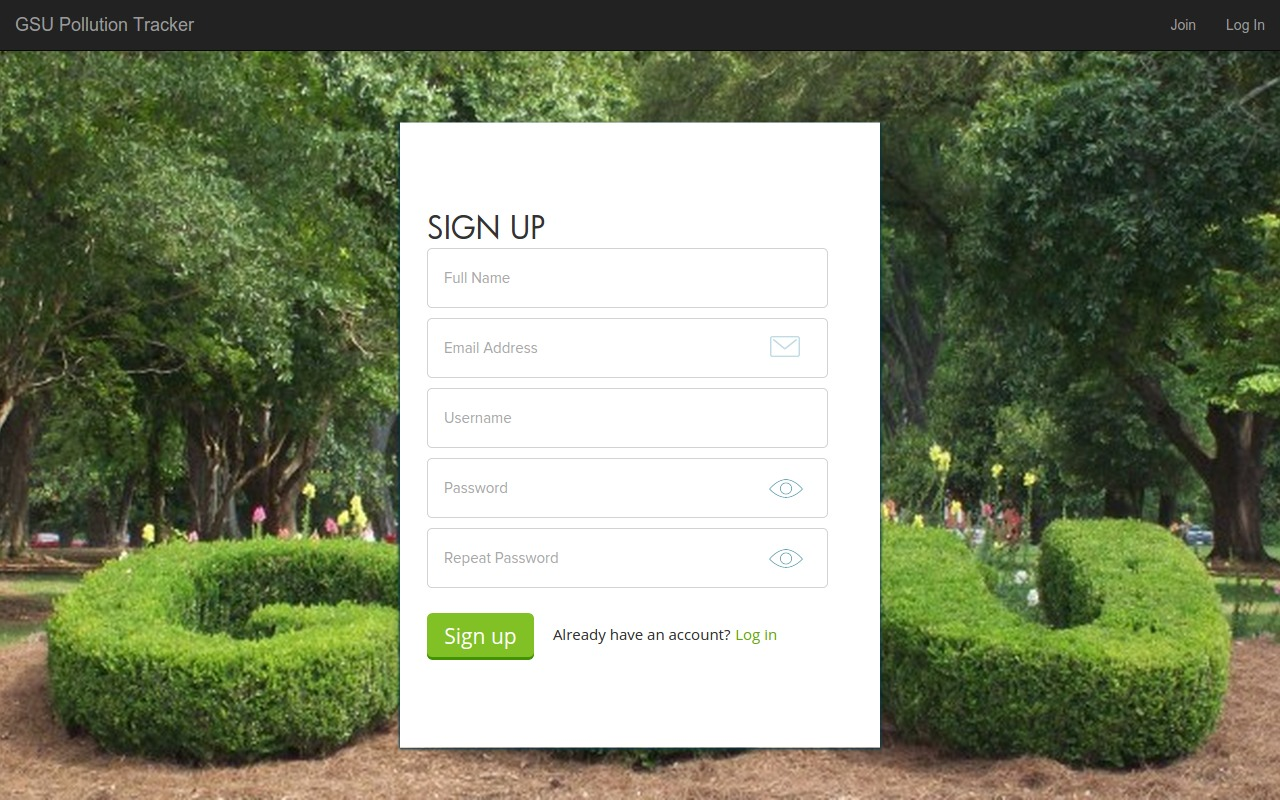 GSU Pollution Tracker
Join
Log In
SIGN UP
Full Name
Email Address
Username
Password
Repeat Password
Sign up
Already have an account? Log in